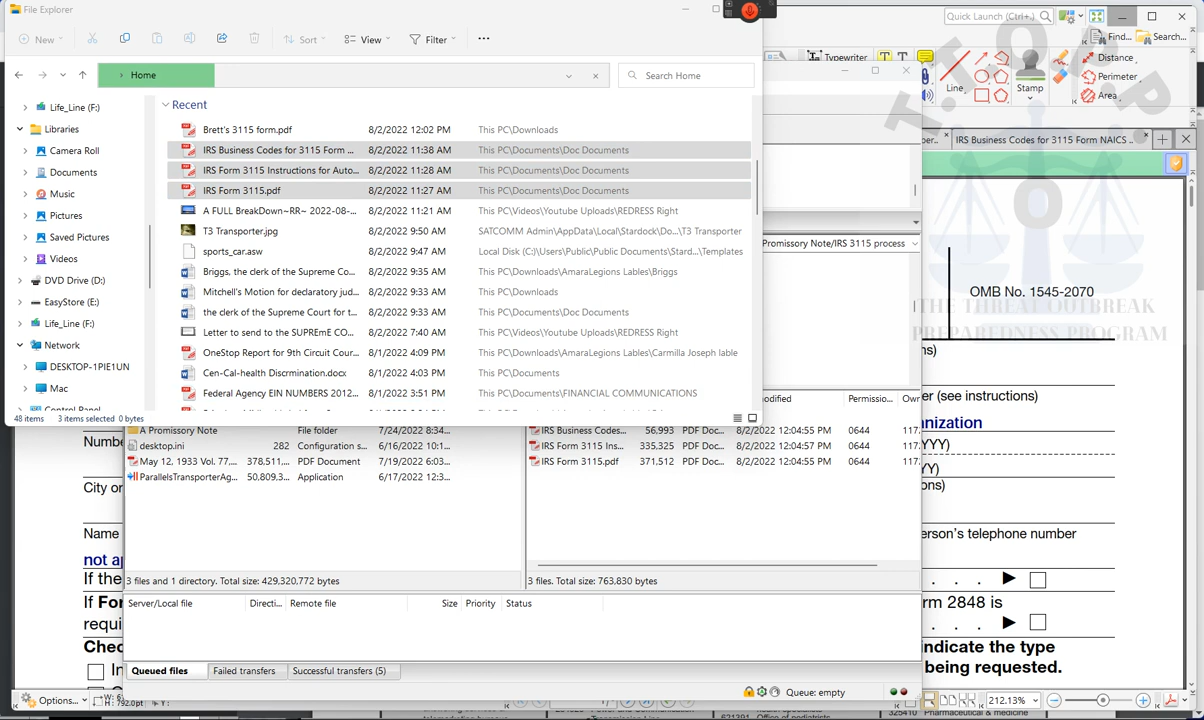 File Explorer
New
Sort
View
Filter
Home
Search Home
Life_Line (F:)
Libraries
Camera Roll
Documents
Music
Pictures
Saved Pictures
Videos
DVD Drive (D:)
EasyStore (E:)
Life_Line (F:)
Network
DESKTOP-1PIE1UN
Mac
Control Panel
Recent
Brett's 3115 form.pdf 8/2/2022 12:02 PM This PC\Downloads
IRS Business Codes for 3115 Form ... 8/2/2022 11:38 AM This PC\Documents\Doc Documents
IRS Form 3115 Instructions for Auto... 8/2/2022 11:28 AM This PC\Documents\Doc Documents
IRS Form 3115.pdf 8/2/2022 11:27 AM This PC\Documents\Doc Documents
A FULL BreakDown~RR~ 2022-08-... 8/2/2022 11:21 AM This PC\Videos\Youtube Uploads\REDRESS Right
T3 Transporter.jpg 8/2/2022 9:50 AM SATCOMM Admin\AppData\Local\Stardock\Do...\T3 Transporter
sports_car.asw 8/2/2022 9:47 AM Local Disk (C:)\Users\Public\Public Documents\Stard...\Templates
Briggs, the clerk of the Supreme Co... 8/2/2022 9:35 AM This PC\Downloads\AmaraLegions Lables\Briggs
Mitchell's Motion for declaratory jud... 8/2/2022 9:33 AM This PC\Downloads
the clerk of the Supreme Court for t... 8/2/2022 9:33 AM This PC\Documents\Doc Documents
Letter to send to the SUPREmE CO... 8/2/2022 7:40 AM This PC\Videos\Youtube Uploads\REDRESS Right
OneStop Report for 9th Circuit Cour... 8/1/2022 4:09 PM This PC\Downloads\AmaraLegions Lables\Carmilla Joseph lable
Cen-Cal-health Discrmination.docx 8/1/2022 4:03 PM This PC\Documents
Federal Agency EIN NUMBERS 2012... 8/1/2022 3:51 PM This PC\Downloads\FINANCIAL COMMUNICATIONS
48 items 3 items selected 0 bytes
Quick Launch (Ctrl+.)
Find...
Search...
Typewriter
Line
Stamp
Distance
Perimeter
Area
T.O.P.P
IRS Business Codes for 3115 Form NAICS ...
Promissory Note/IRS 3115 process
OMB No. 1545-2070
THE THREAT OUTBREAK
PREPAREDNESS PROGRAM
ns)
er (see instructions)
nization
YYY)
YY)
ons)
erson's telephone number
rm 2848 is
indicate the type
being requested.
odified Permissio... Owr
A Promissory Note File folder 7/24/2022 8:34...
desktop.ini 282 Configuration s... 6/16/2022 10:1...
May 12, 1933 Vol. 77,... 378,511,... PDF Document 7/19/2022 6:03...
ParallelsTransporterAg... 50,809,3... Application 6/17/2022 12:3...
IRS Business Codes... 56,993 PDF Doc... 8/2/2022 12:04:55 PM 0644 117.
IRS Form 3115 Ins... 335,325 PDF Doc... 8/2/2022 12:04:57 PM 0644 117.
IRS Form 3115.pdf 371,512 PDF Doc... 8/2/2022 12:04:55 PM 0644 117.
3 files and 1 directory. Total size: 429,320,772 bytes
3 files. Total size: 763,830 bytes
Server/Local file Directi... Remote file Size Priority Status
Queued files Failed transfers Successful transfers (5)
Queue: empty
Numbe
City or
Name
not ap
If the
If For
requi
Chec
In
Options...
212.13%